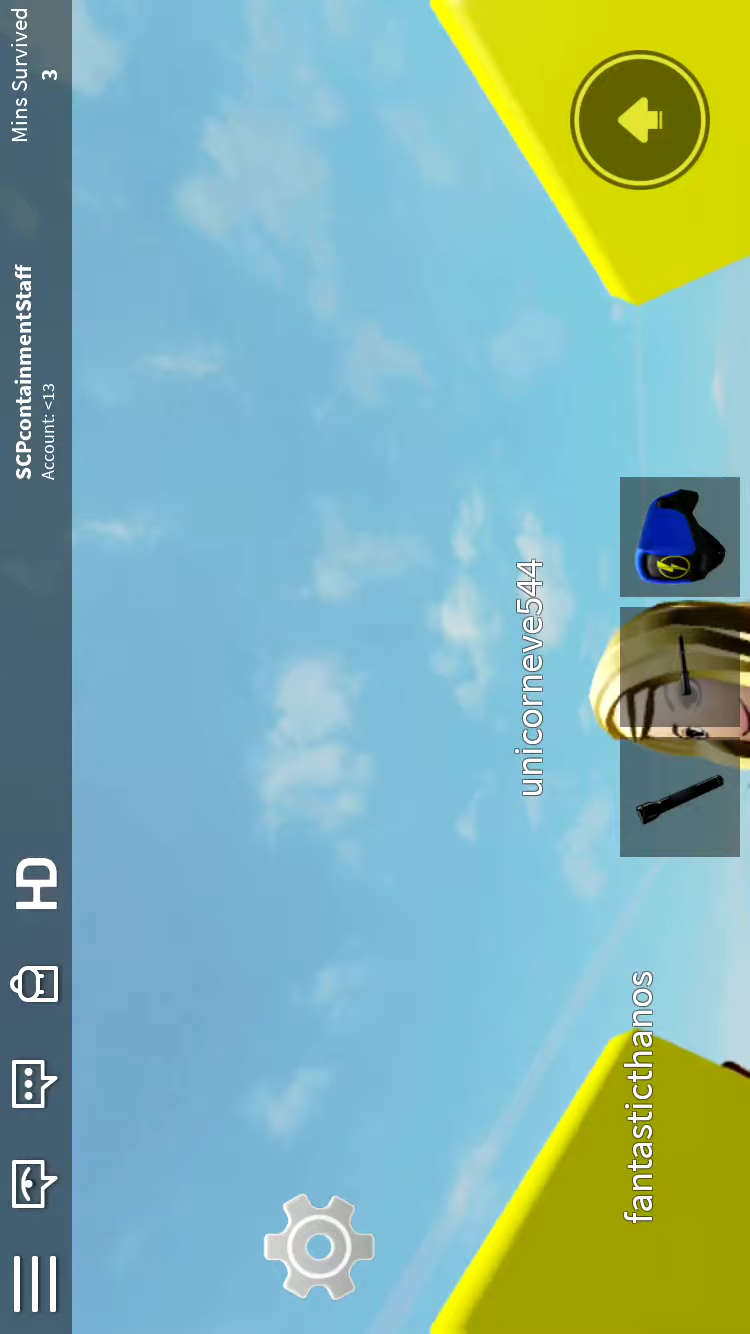 SCPcontainmentStaff
Account: <13
Mins Survived
3
HD
unicorneve544
fantasticthanos